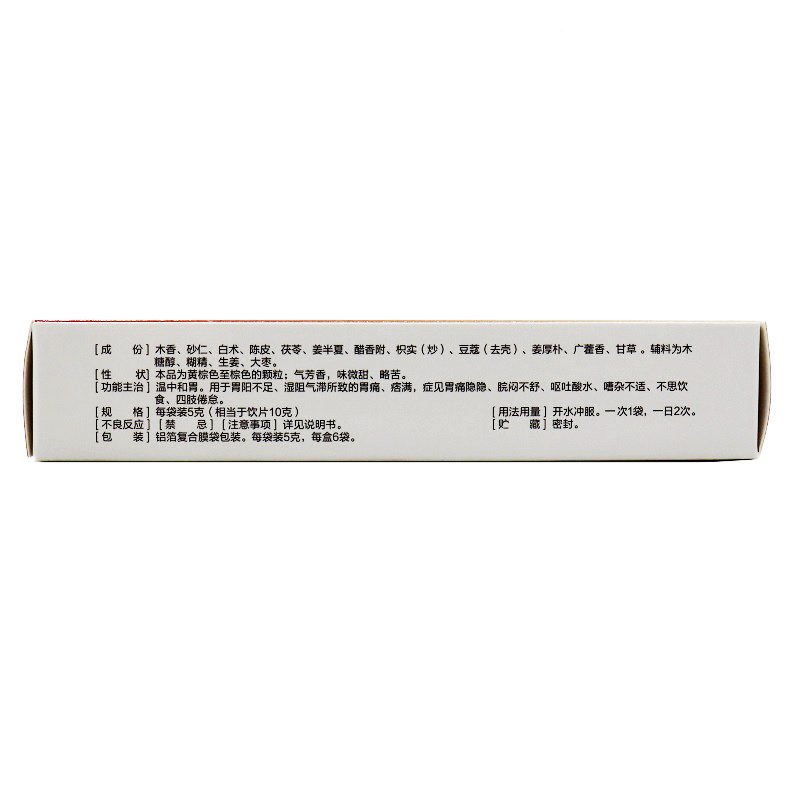 [成 份] 木香、砂仁、白术、陈皮、茯苓、姜半夏、醋香附、枳实(炒)、豆蔻(去壳)、姜厚朴、广藿香、甘草。辅料为木
糖醇、糊精、生姜、大枣。
[性 状] 本品为黄棕色至棕色的颗粒；气芳香，味微甜、略苦。
[功能主治] 温中和胃。用于胃阳不足、湿阻气滞所致的胃痛、痞满，症见胃痛隐隐、脘闷不舒、呕吐酸水、嘈杂不适、不思饮
食、四肢倦怠。
[规 格] 每袋装5克(相当于饮片10克) [用法用量] 开水冲服。一次1袋，一日2次。
[不良反应] [禁 忌] [注意事项] 详见说明书。 [贮 藏] 密封。
[包 装] 铝箔复合膜袋包装。每袋装5克，每盒6袋。